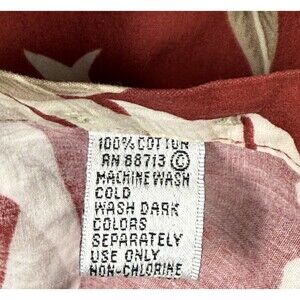 100% COTTON
RN 88713 ©
MACHINE WASH
COLD
WASH DARK
COLORS
SEPARATELY
USE ONLY
NON-CHLORINE